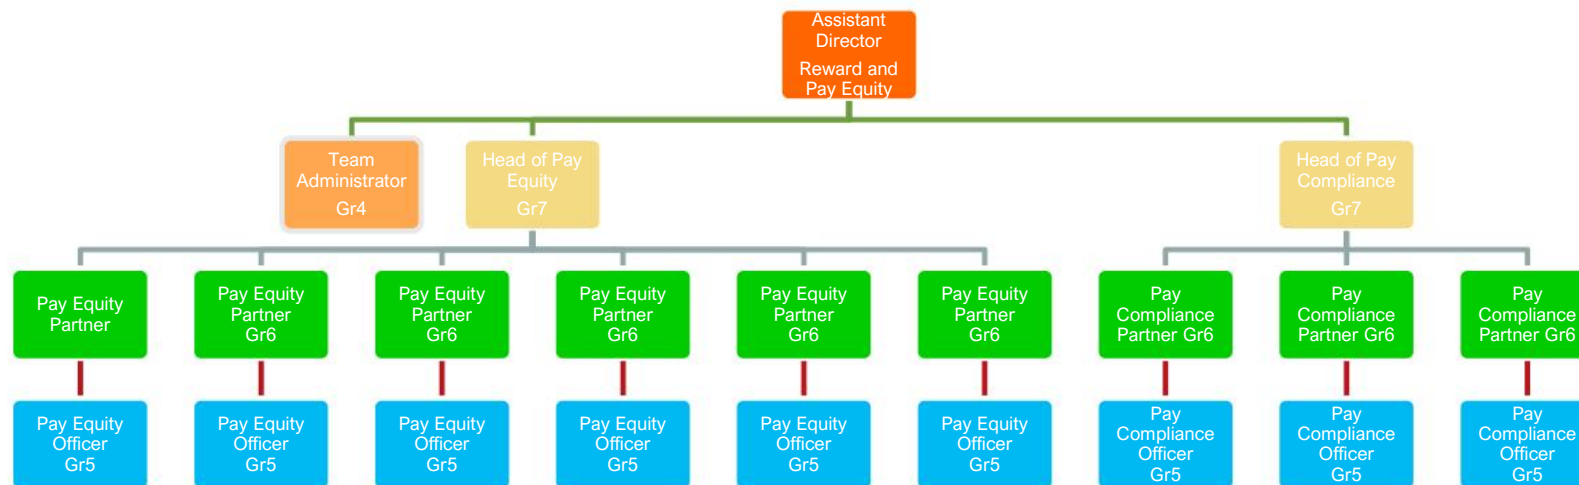 Assistant
Director
Reward and
Pay Equity
Team
Administrator
Gr4
Head of Pay
Equity
Gr7
Head of Pay
Compliance
Gr7
Pay Equity
Partner
Pay Equity
Partner
Gr6
Pay Equity
Partner
Gr6
Pay Equity
Partner
Gr6
Pay Equity
Partner
Gr6
Pay Equity
Partner
Gr6
Pay
Compliance
Partner Gr6
Pay
Compliance
Partner Gr6
Pay
Compliance
Partner Gr6
Pay Equity
Officer
Gr5
Pay Equity
Officer
Gr5
Pay Equity
Officer
Gr5
Pay Equity
Officer
Gr5
Pay Equity
Officer
Gr5
Pay Equity
Officer
Gr5
Pay
Compliance
Officer
Gr5
Pay
Compliance
Officer
Gr5
Pay
Compliance
Officer
Gr5